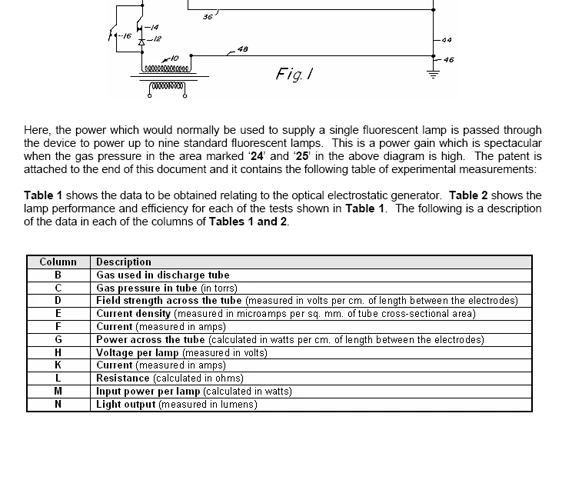 36
14
16
12
44
10
48
46
Fig. 1
Here, the power which would normally be used to supply a single fluorescent lamp is passed through
the device to power up to nine standard fluorescent lamps. This is a power gain which is spectacular
when the gas pressure in the area marked '24' and '25' in the above diagram is high. The patent is
attached to the end of this document and it contains the following table of experimental measurements:
Table 1 shows the data to be obtained relating to the optical electrostatic generator. Table 2 shows the
lamp performance and efficiency for each of the tests shown in Table 1. The following is a description
of the data in each of the columns of Tables 1 and 2.
Column Description
B Gas used in discharge tube
C Gas pressure in tube (in torrs)
D Field strength across the tube (measured in volts per cm. of length between the electrodes)
E Current density (measured in microamps per sq. mm. of tube cross-sectional area)
F Current (measured in amps)
G Power across the tube (calculated in watts per cm. of length between the electrodes)
H Voltage per lamp (measured in volts)
K Current (measured in amps)
L Resistance (calculated in ohms)
M Input power per lamp (calculated in watts)
N Light output (measured in lumens)